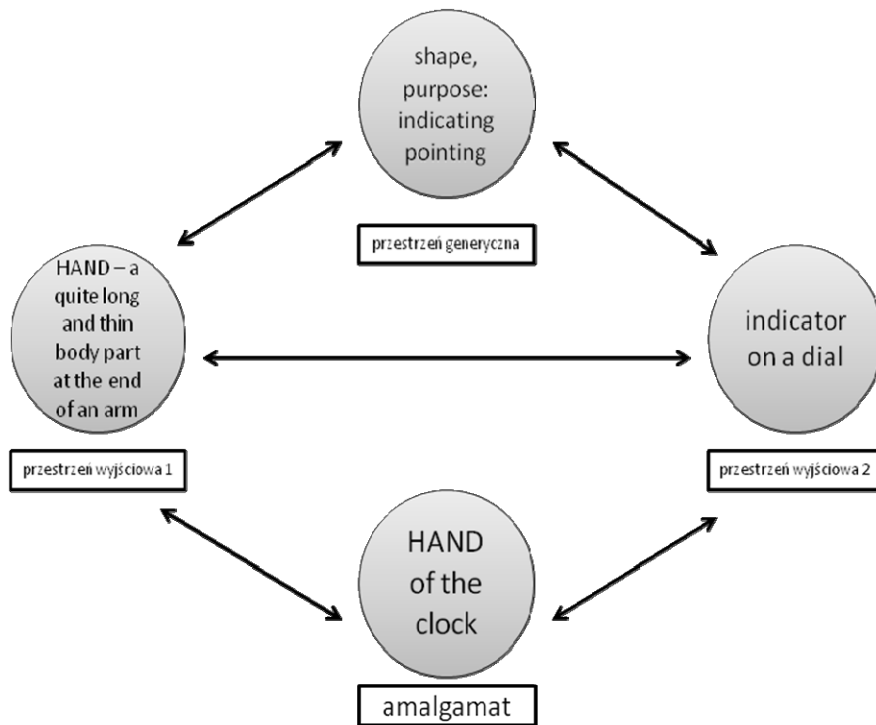 shape,
purpose:
indicating
pointing
przestrzeń generyczna
HAND – a
quite long
and thin
body part
at the end
of an arm
przestrzeń wyjściowa 1
indicator
on a dial
przestrzeń wyjściowa 2
HAND
of the
clock
amalgamat